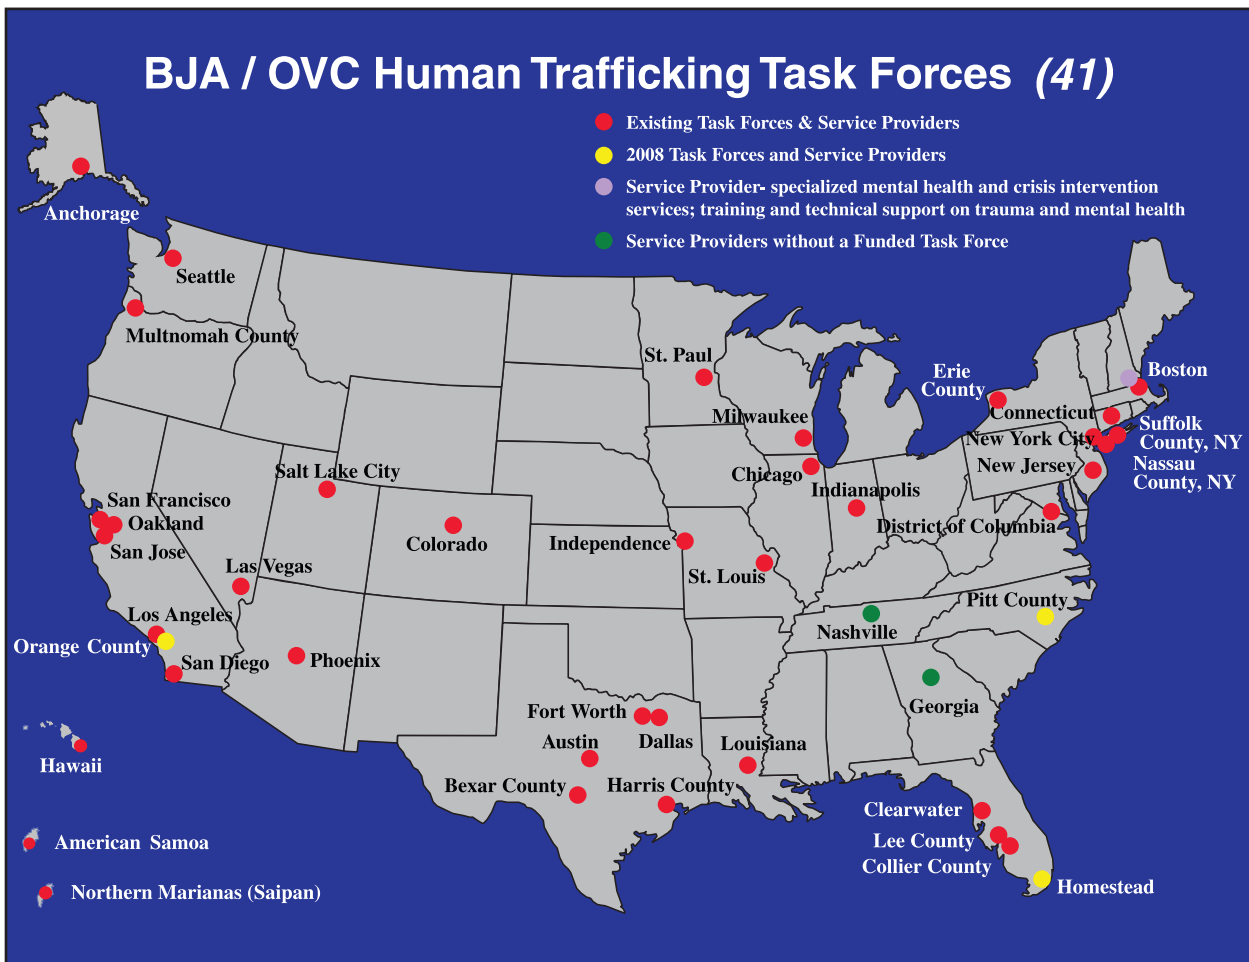 BJA / OVC Human Trafficking Task Forces (41)
Existing Task Forces & Service Providers
2008 Task Forces and Service Providers
Service Provider- specialized mental health and crisis intervention
services; training and technical support on trauma and mental health
Service Providers without a Funded Task Force
Anchorage
Seattle
Multnomah County
St. Paul
Erie
County
Boston
Milwaukee
Connecticut
Suffolk
County, NY
New York City
Chicago
New Jersey
Nassau
County, NY
Salt Lake City
Indianapolis
San Francisco
Oakland
San Jose
Colorado
Independence
District of Columbia
Las Vegas
St. Louis
Los Angeles
Pitt County
Orange County
Nashville
San Diego
Phoenix
Georgia
Fort Worth
Dallas
Austin
Louisiana
Hawaii
Bexar County
Harris County
Clearwater
American Samoa
Lee County
Collier County
Northern Marianas (Saipan)
Homestead